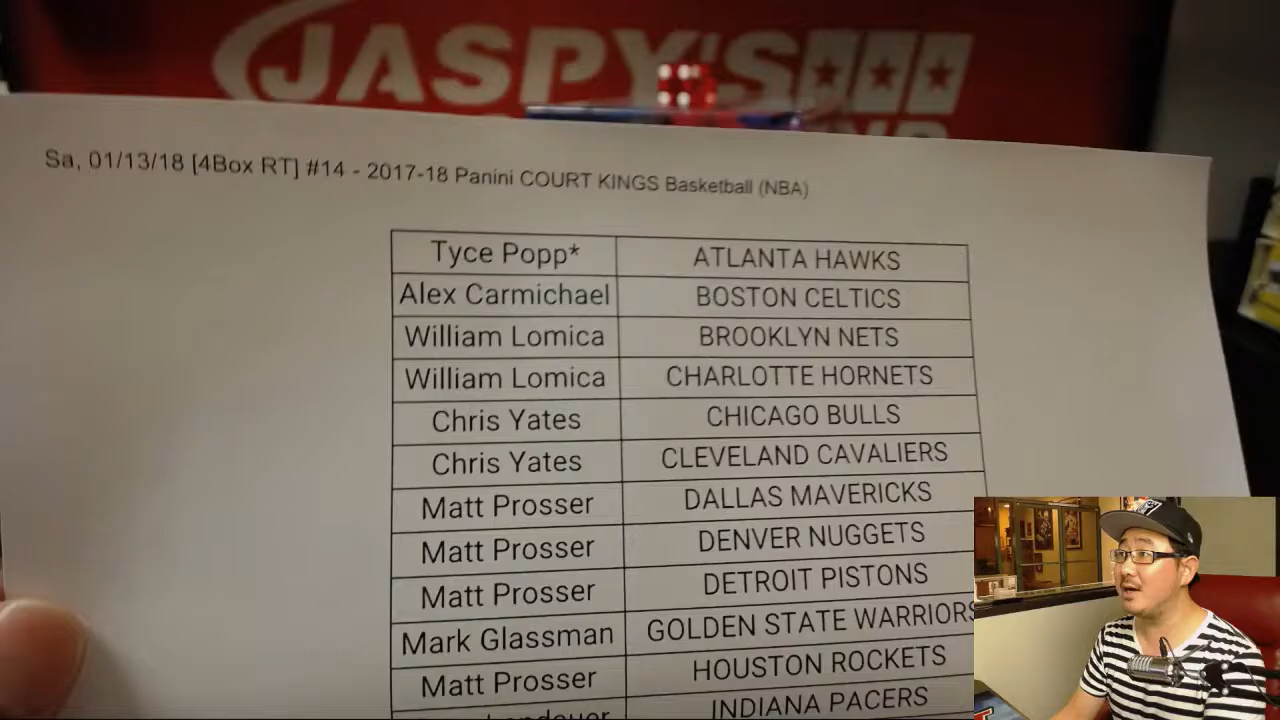 JASPY'S
Sa, 01/13/18 [4Box RT] #14 - 2017-18 Panini COURT KINGS Basketball (NBA)
Tyce Popp* ATLANTA HAWKS
Alex Carmichael BOSTON CELTICS
William Lomica BROOKLYN NETS
William Lomica CHARLOTTE HORNETS
Chris Yates CHICAGO BULLS
Chris Yates CLEVELAND CAVALIERS
Matt Prosser DALLAS MAVERICKS
Matt Prosser DENVER NUGGETS
Matt Prosser DETROIT PISTONS
Mark Glassman GOLDEN STATE WARRIORS
Matt Prosser HOUSTON ROCKETS
INDIANA PACERS